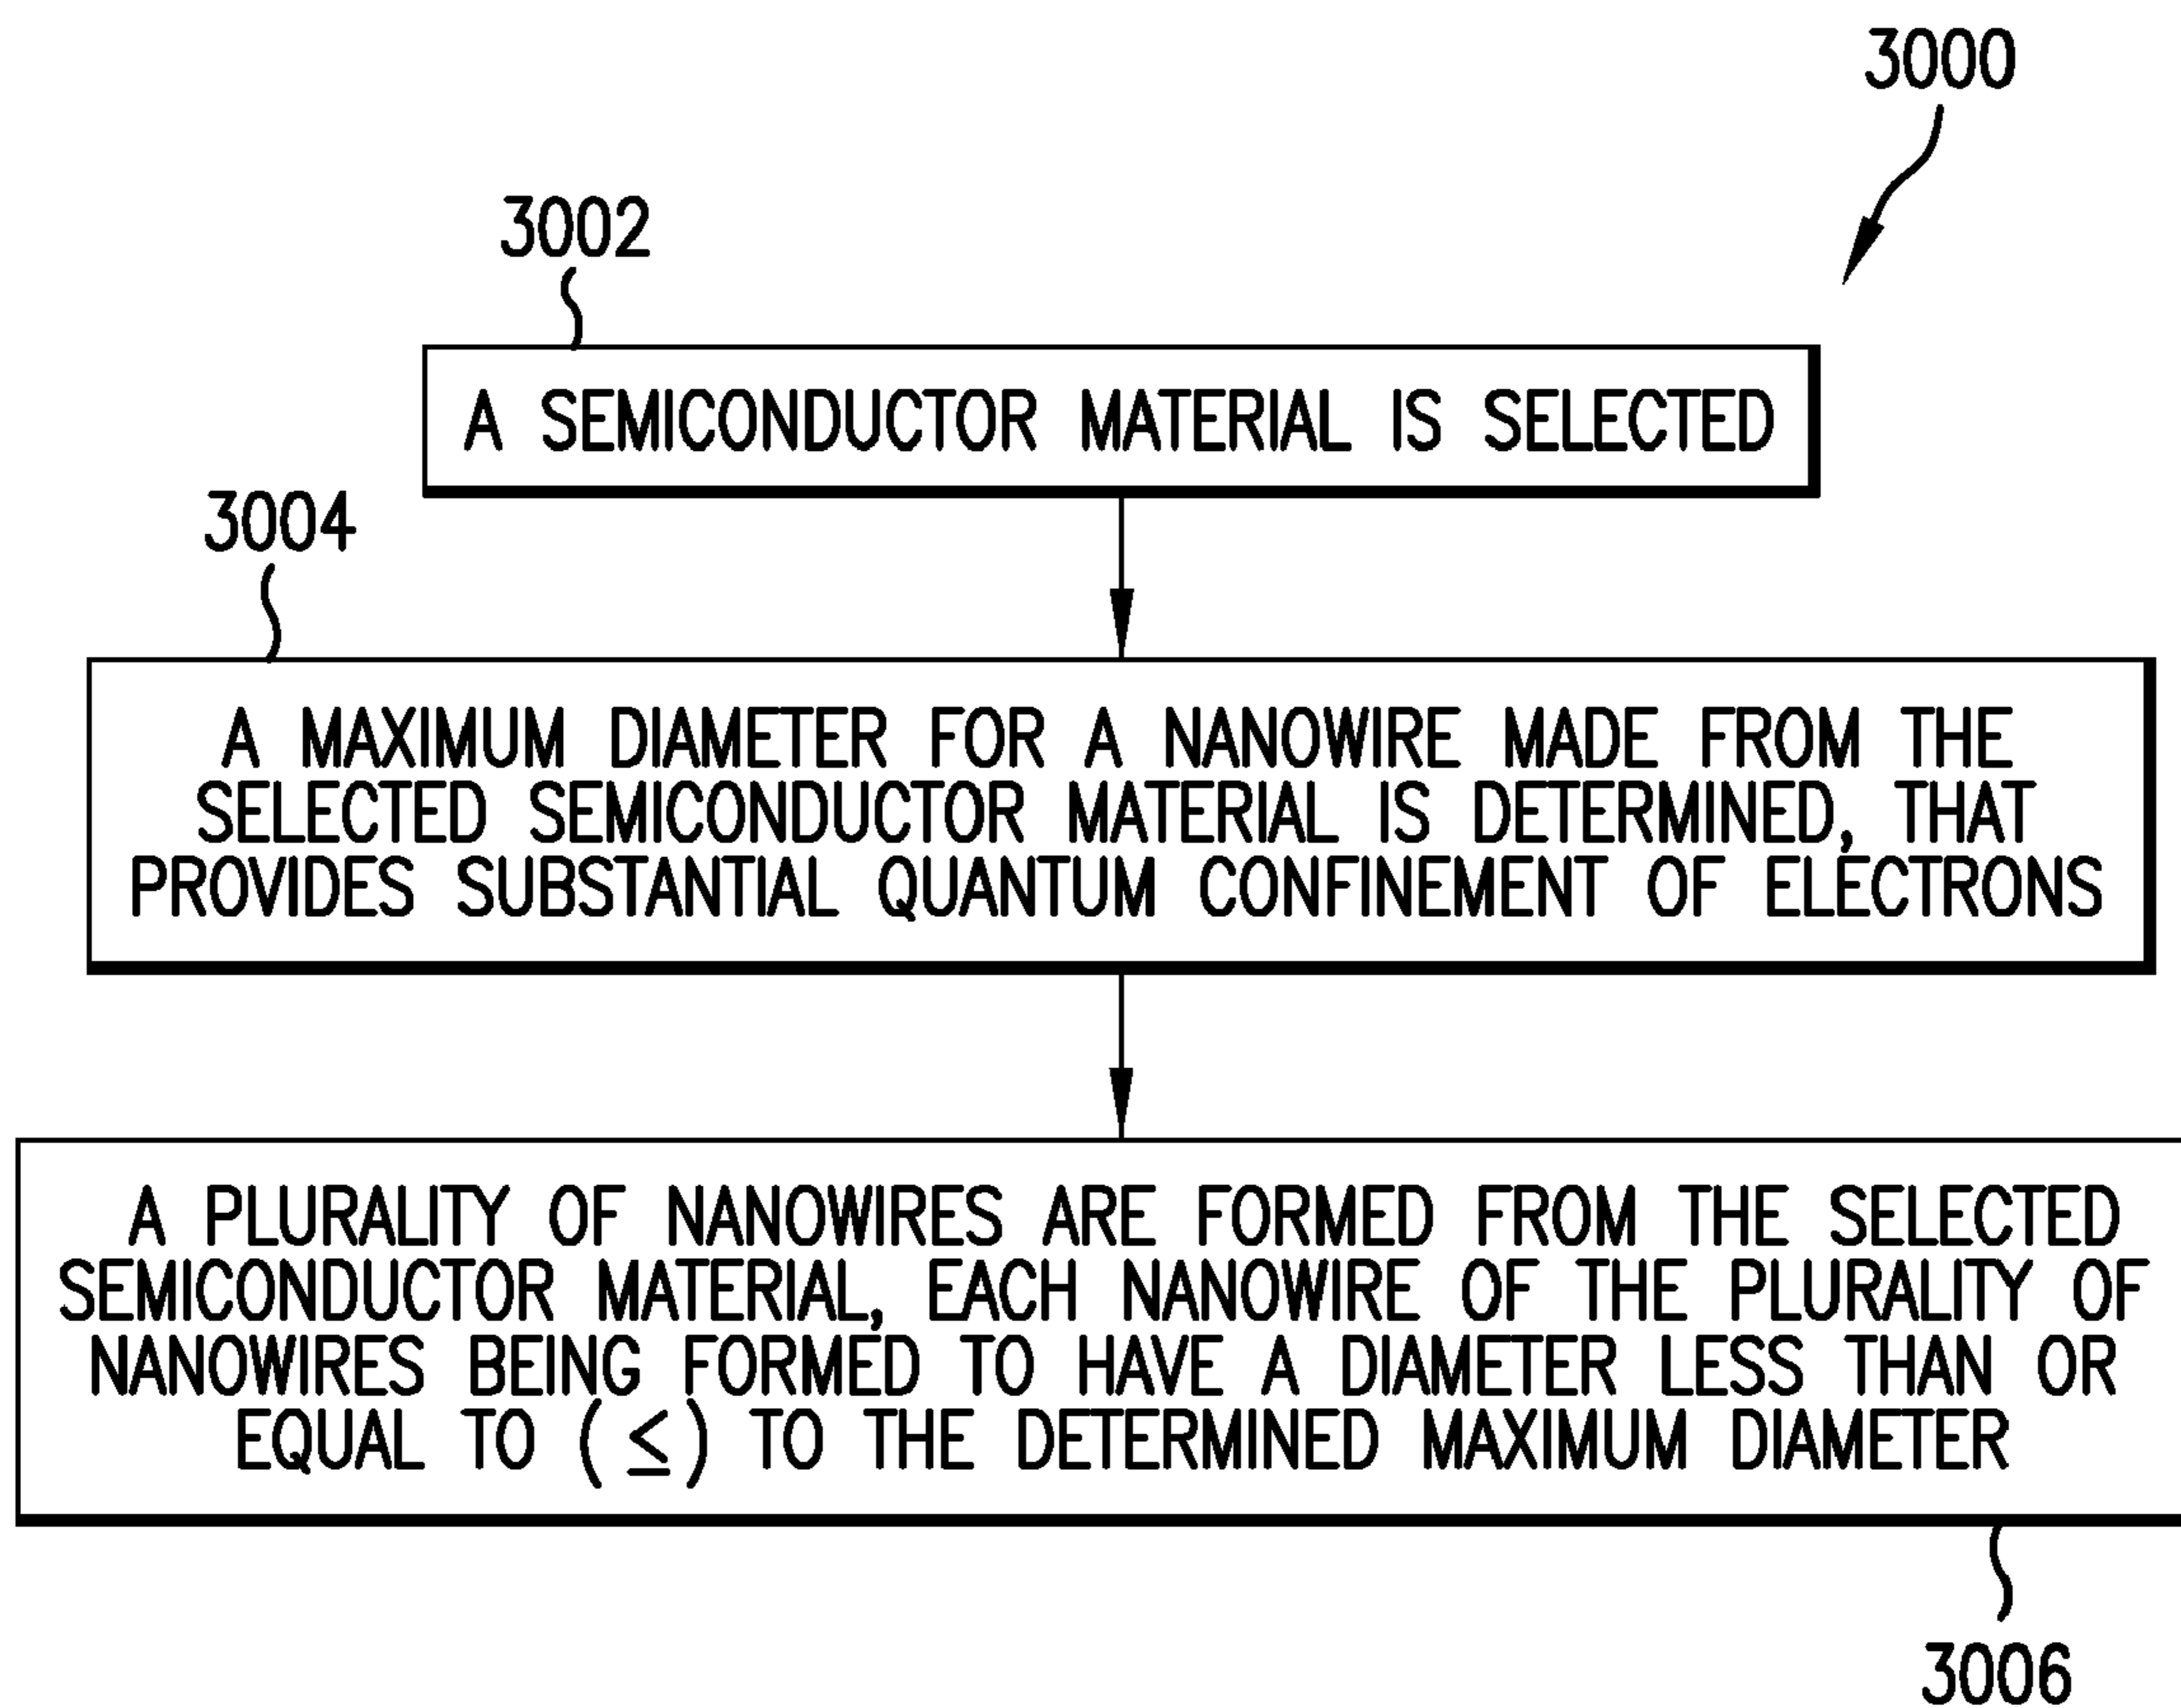 3000
3002
A SEMICONDUCTOR MATERIAL IS SELECTED
3004
A MAXIMUM DIAMETER FOR A NANOWIRE MADE FROM THE
SELECTED SEMICONDUCTOR MATERIAL IS DETERMINED, THAT
PROVIDES SUBSTANTIAL QUANTUM CONFINEMENT OF ELECTRONS
A PLURALITY OF NANOWIRES ARE FORMED FROM THE SELECTED
SEMICONDUCTOR MATERIAL, EACH NANOWIRE OF THE PLURALITY OF
NANOWIRES BEING FORMED TO HAVE A DIAMETER LESS THAN OR
EQUAL TO (≤) TO THE DETERMINED MAXIMUM DIAMETER
3006